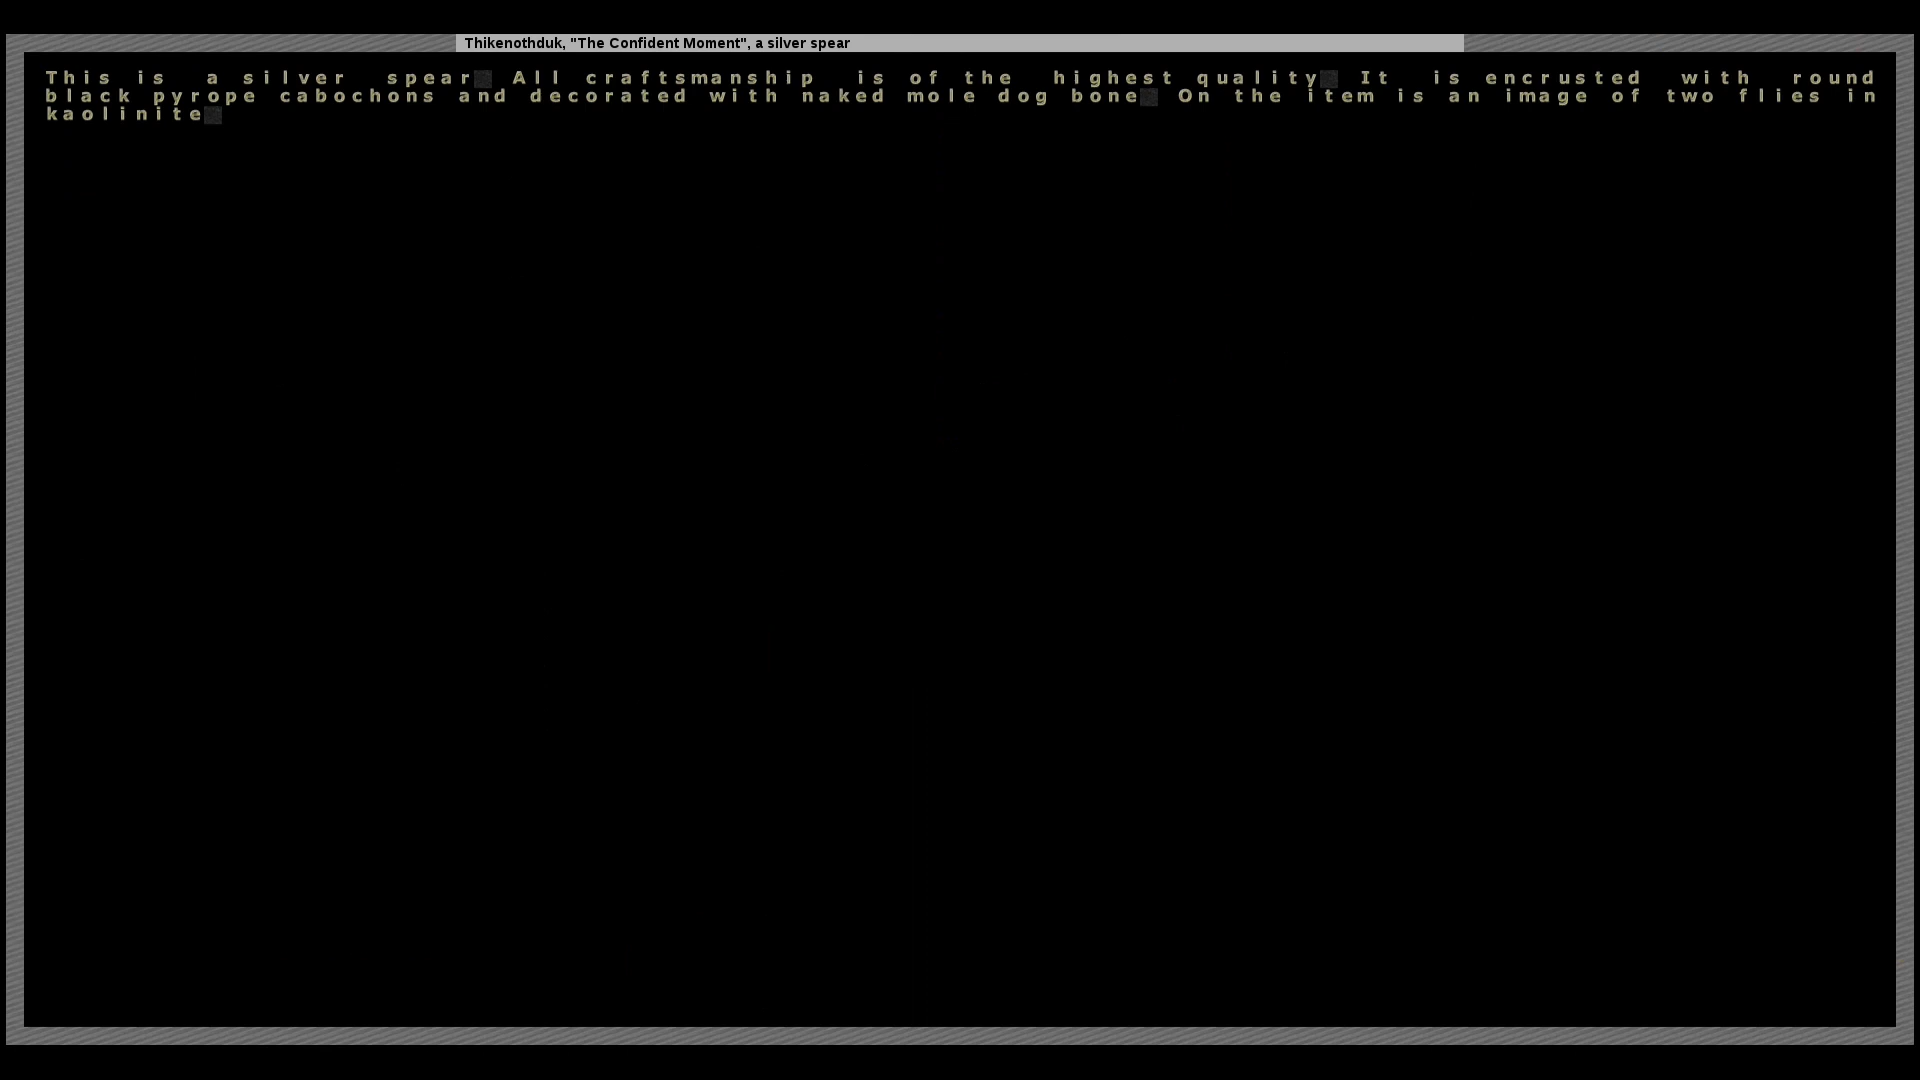 Thikenothduk, "The Confident Moment", a silver spear
This is a silver spear. All craftsmanship is of the highest quality. It is encrusted with round
black pyrope cabochons and decorated with naked mole dog bone. On the item is an image of two flies in
kaolinite.